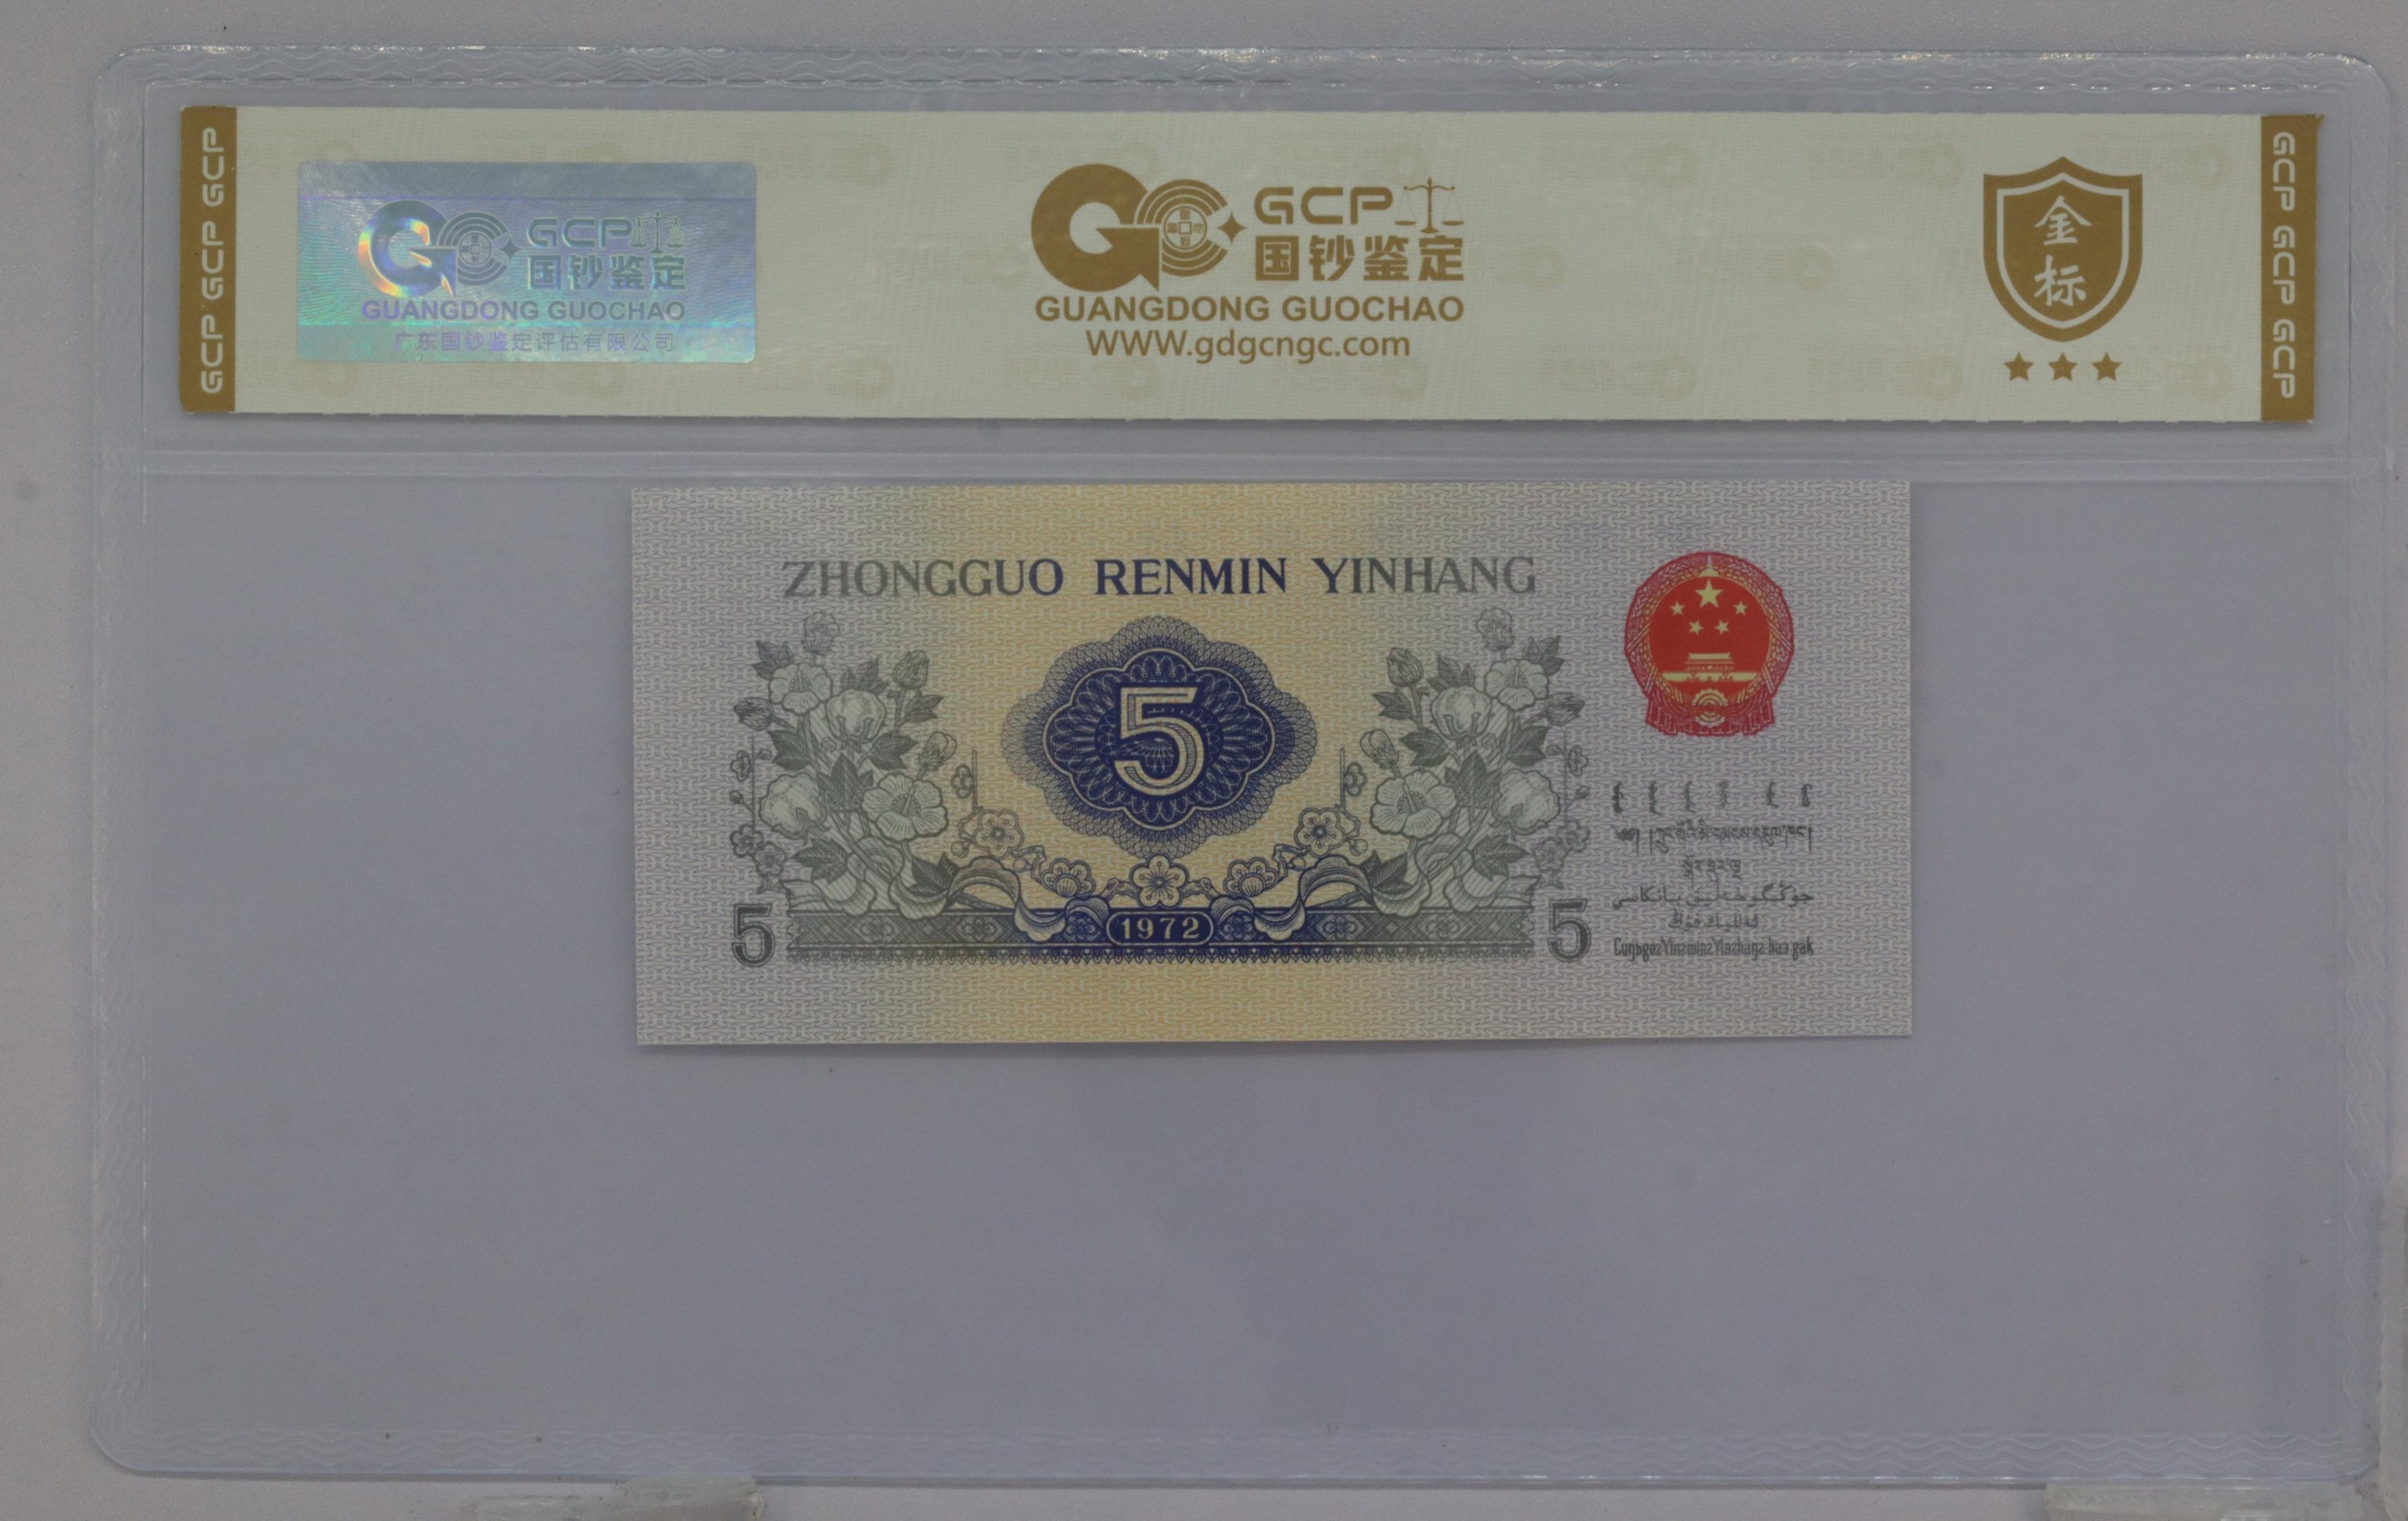 GCP GCP GCP
GCP
国钞鉴定
GUANGDONG GUOCHAO
广东国钞鉴定评估有限公司
GCP
国钞鉴定
GUANGDONG GUOCHAO
WWW.gdgcngc.com
金
标
GCP GCP GCP
ZHONGGUO RENMIN YINHANG
5
1972
5
5